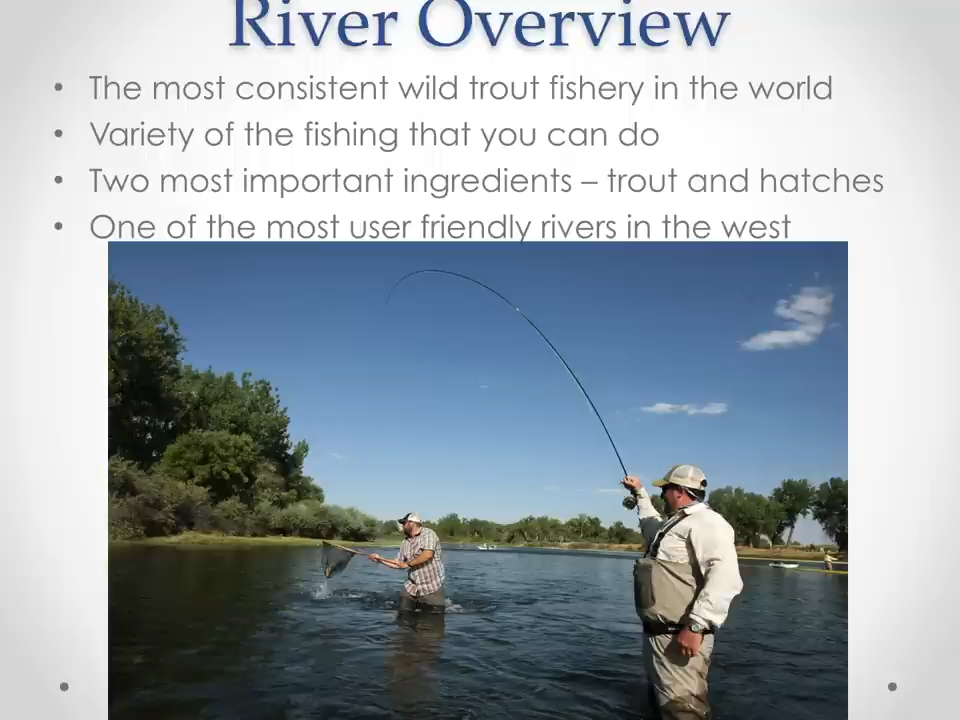 River Overview
• The most consistent wild trout fishery in the world
• Variety of the fishing that you can do
• Two most important ingredients – trout and hatches
• One of the most user friendly rivers in the west